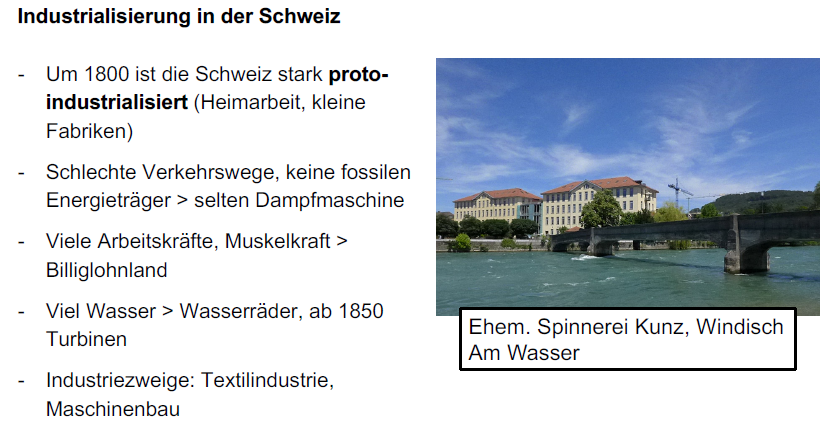 Industrialisierung in der Schweiz
- Um 1800 ist die Schweiz stark proto-
industrialisiert (Heimarbeit, kleine
Fabriken)
- Schlechte Verkehrswege, keine fossilen
Energieträger > selten Dampfmaschine
- Viele Arbeitskräfte, Muskelkraft >
Billiglohnland
- Viel Wasser > Wasserräder, ab 1850
Turbinen
- Industriezweige: Textilindustrie,
Maschinenbau
Ehem. Spinnerei Kunz, Windisch
Am Wasser